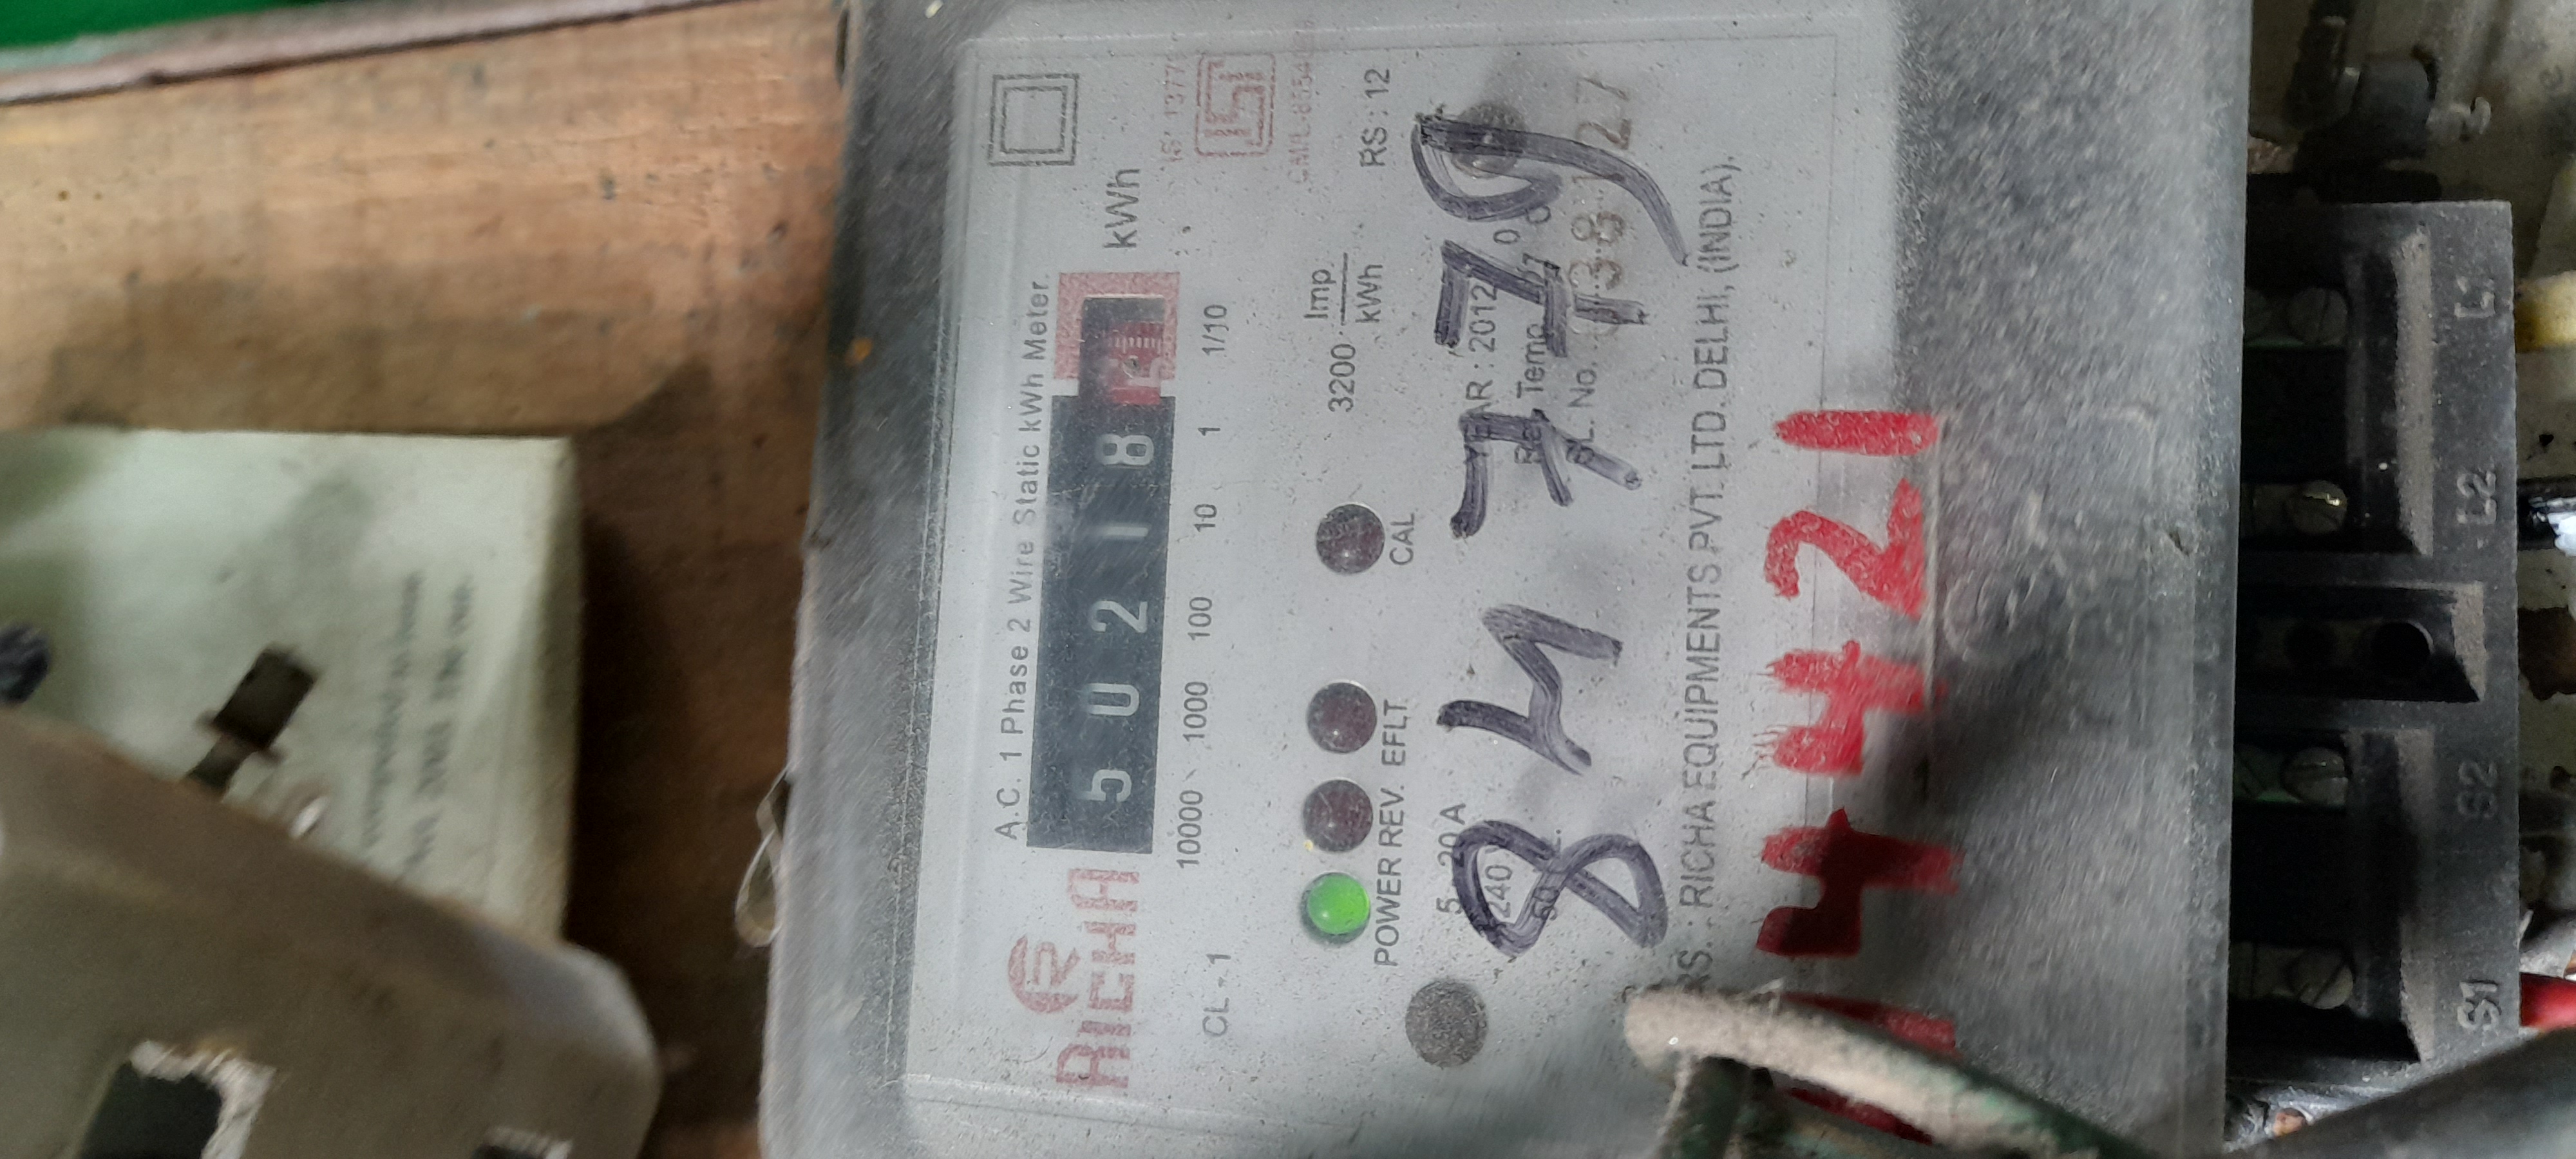 A.C. 1 Phase 2 Wire Static kWh Meter
5 0 2 1 8 5 kWh
10000 1000 100 10 1 1/10
RICHA
CL - 1
3200 Imp/kWh
RS : 12
POWER REV. EFLT. CAL
5-20 A
240
YEAR : 2012
84779
RICHA EQUIPMENTS PVT. LTD. DELHI, (INDIA).
4421
S1 S2 L2 L1